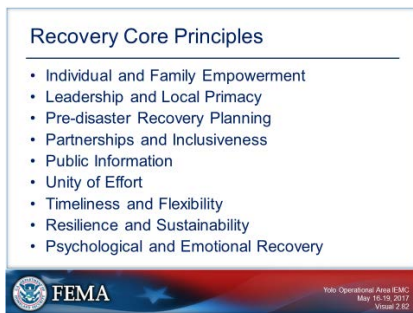 Recovery Core Principles
• Individual and Family Empowerment
• Leadership and Local Primacy
• Pre-disaster Recovery Planning
• Partnerships and Inclusiveness
• Public Information
• Unity of Effort
• Timeliness and Flexibility
• Resilience and Sustainability
• Psychological and Emotional Recovery
FEMA
Yolo Operational Area IEMC
May 16-19, 2017
Visual 2.62